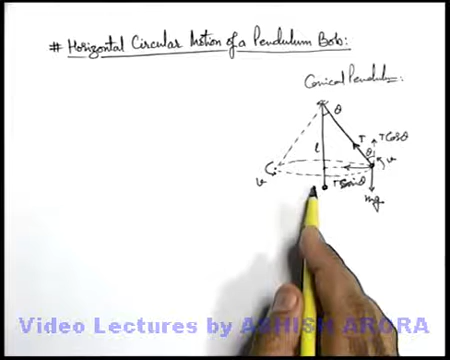 # Horizontal Circular Motion of a Pendulum Bob:
Conical Pendulum:
θ
T
Tcosθ
θ
v
l
v
Tsinθ
mg
Video Lectures by ASHISH ARORA